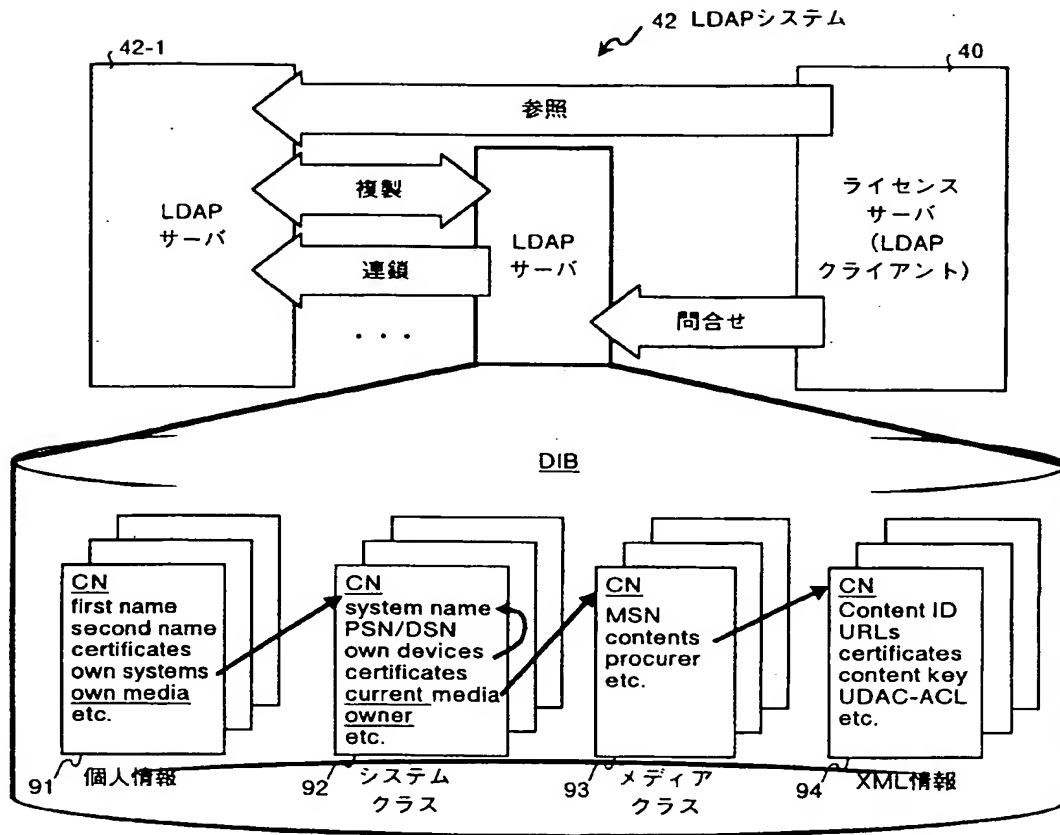 42 LDAPシステム
42-1
40
参照
複製
LDAP
サーバ
連鎖
. . .
LDAP
サーバ
ライセンス
サーバ
(LDAP
クライアント)
問合せ
DIB
CN
first name
second name
certificates
own systems
own media
etc.
91
個人情報
CN
system name
PSN/DSN
own devices
certificates
current media
owner
etc.
92
システム
クラス
CN
MSN
contents
procurer
etc.
93
メディア
クラス
CN
Content ID
URLs
certificates
content key
UDAC-ACL
etc.
94
XML情報